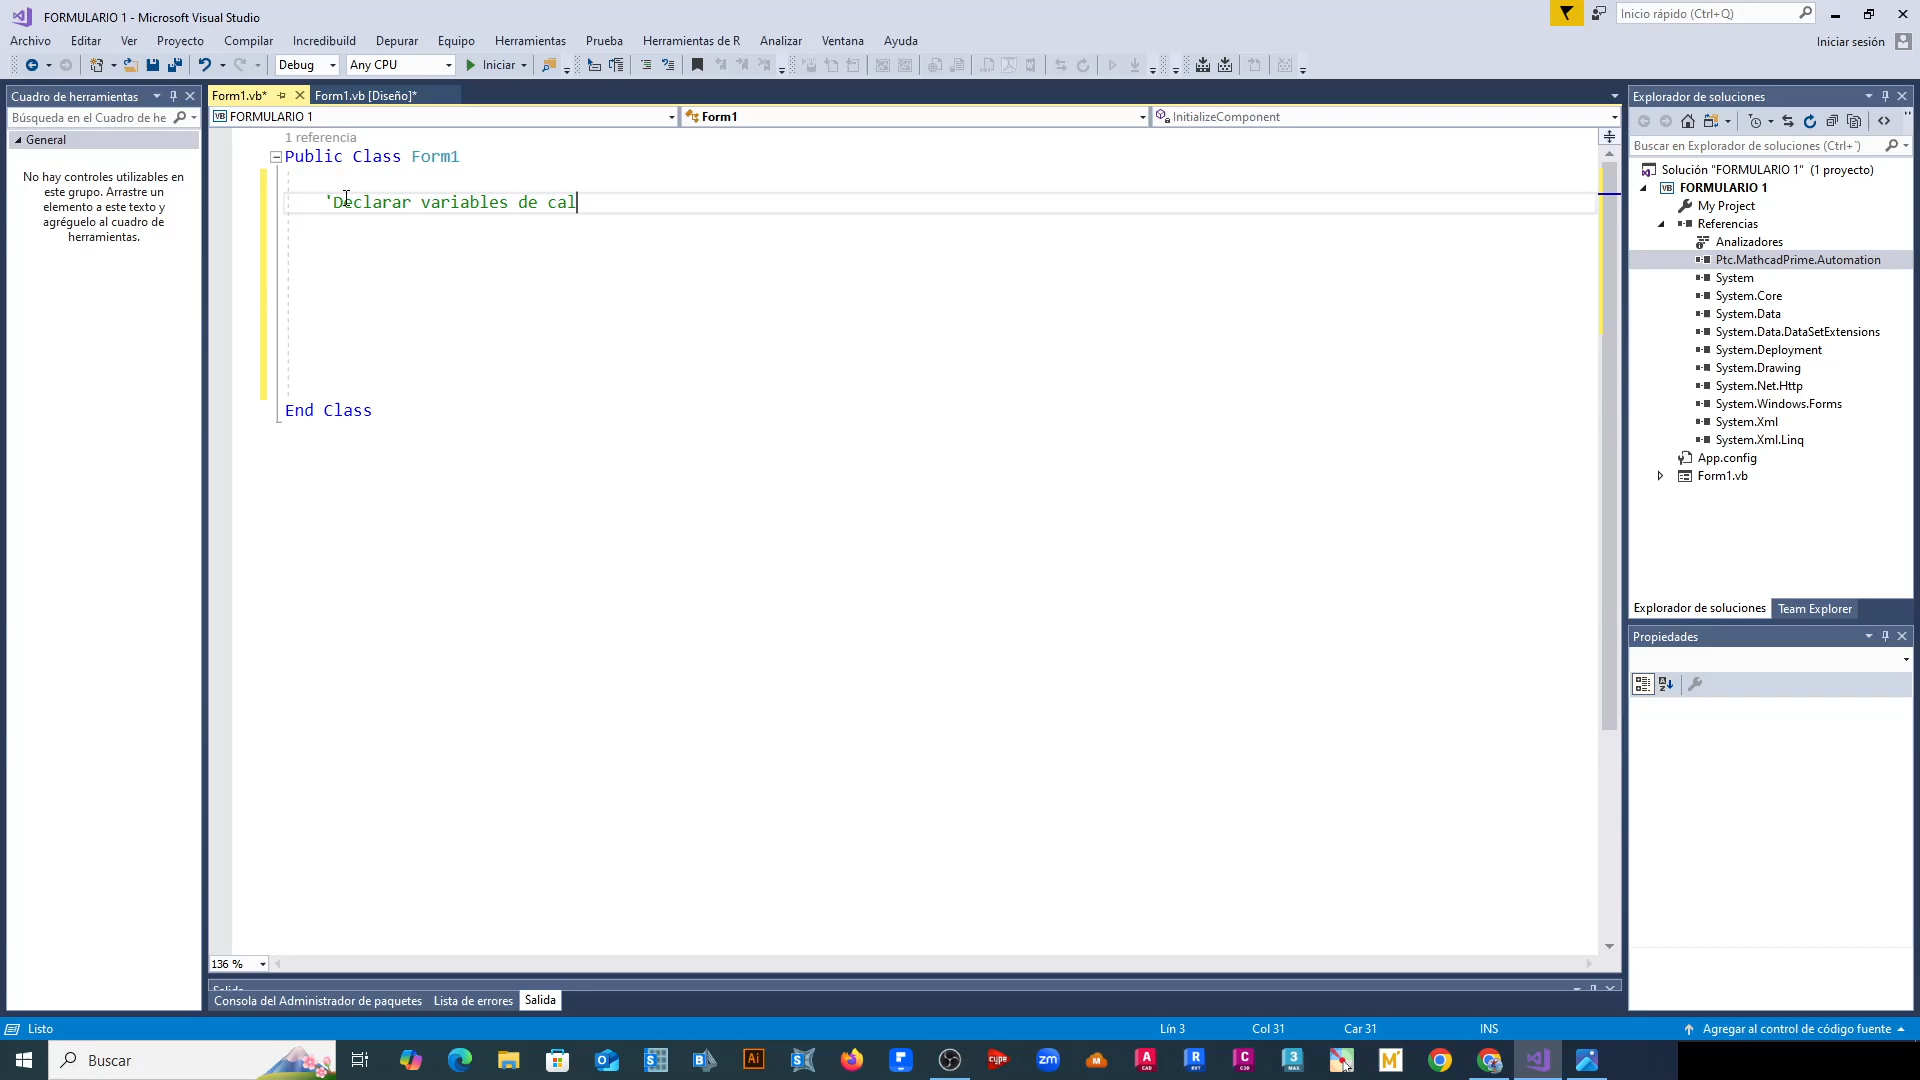 FORMULARIO 1 - Microsoft Visual Studio
Inicio rápido (Ctrl+Q)
Archivo Editar Ver Proyecto Compilar Incredibuild Depurar Equipo Herramientas Prueba Herramientas de R Analizar Ventana Ayuda
Iniciar sesión
Debug Any CPU Iniciar
Cuadro de herramientas
Búsqueda en el Cuadro de he
General
No hay controles utilizables en
este grupo. Arrastre un
elemento a este texto y
agréguelo al cuadro de
herramientas.
Form1.vb* Form1.vb [Diseño]*
FORMULARIO 1 Form1 InitializeComponent
1 referencia
Public Class Form1
'Declarar variables de cal
End Class
136 %
Salida
Consola del Administrador de paquetes Lista de errores Salida
Explorador de soluciones
Buscar en Explorador de soluciones (Ctrl+´)
Solución "FORMULARIO 1" (1 proyecto)
FORMULARIO 1
My Project
Referencias
Analizadores
Ptc.MathcadPrime.Automation
System
System.Core
System.Data
System.Data.DataSetExtensions
System.Deployment
System.Drawing
System.Net.Http
System.Windows.Forms
System.Xml
System.Xml.Linq
App.config
Form1.vb
Explorador de soluciones Team Explorer
Propiedades
Listo Lín 3 Col 31 Car 31 INS Agregar al control de código fuente
Buscar